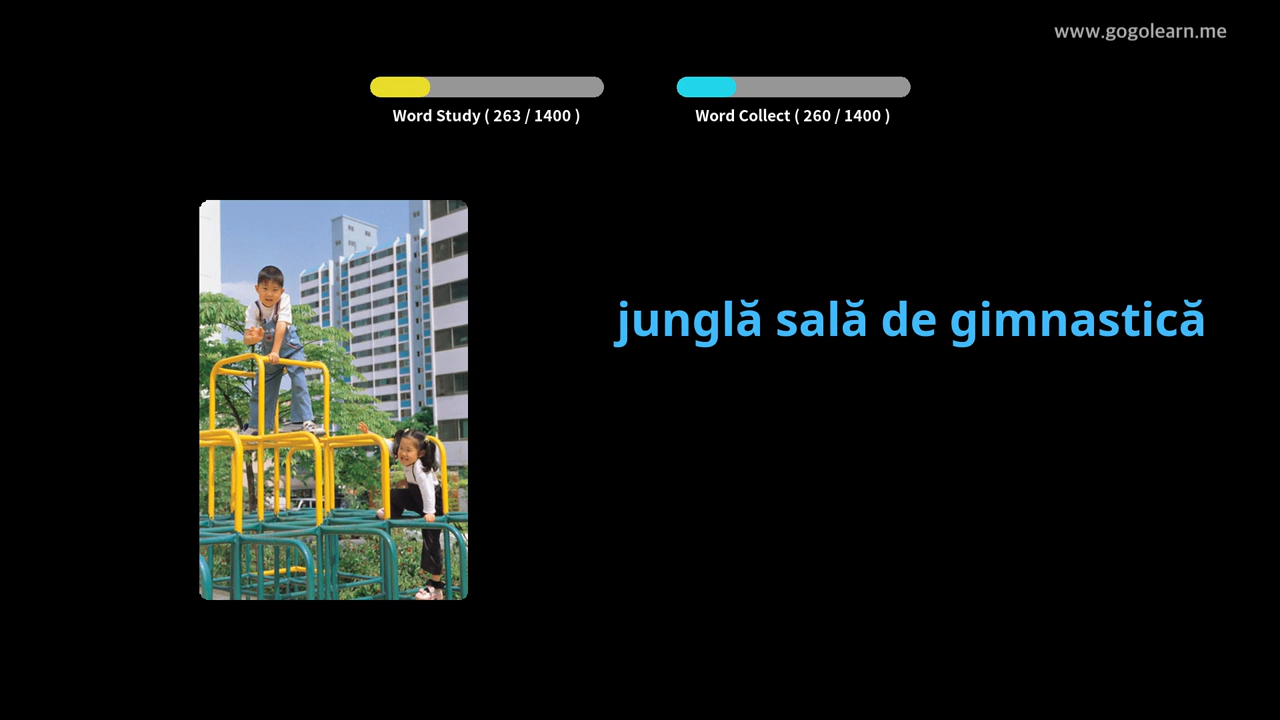 www.gogolearn.me
Word Study ( 263 / 1400 )
Word Collect ( 260 / 1400 )
junglă sală de gimnastică